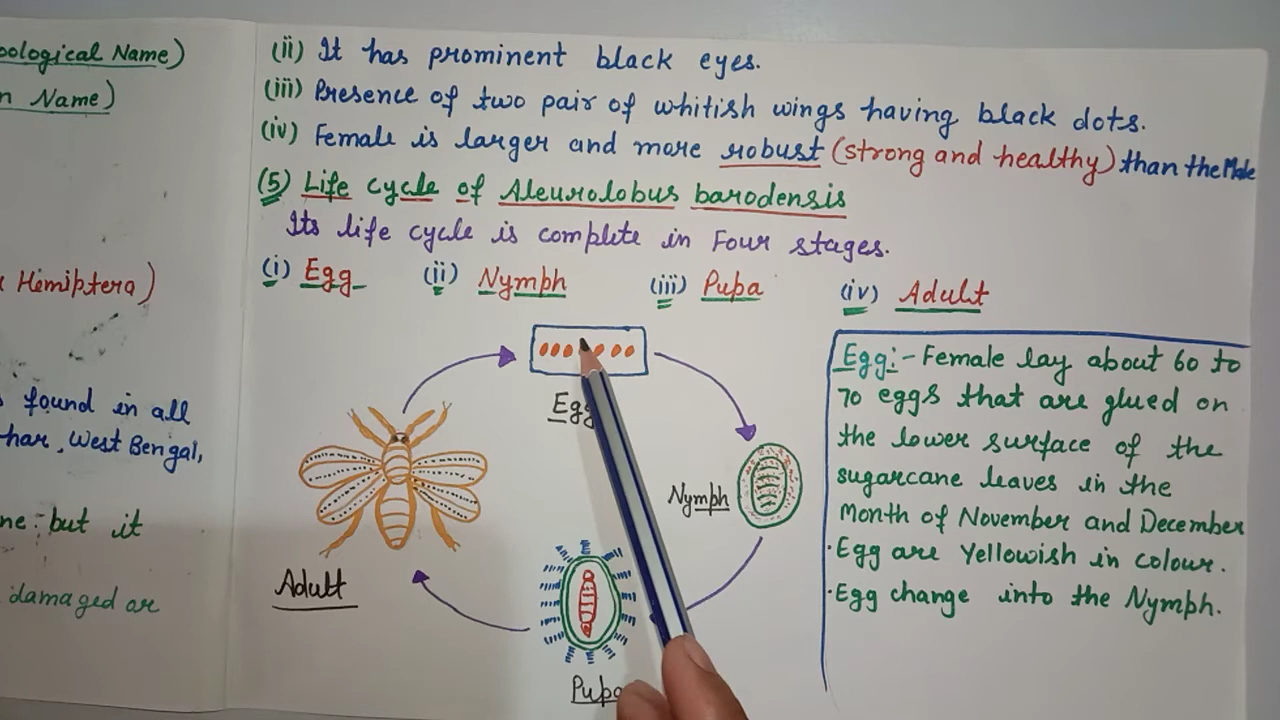 oological Name)
n Name)
Hemiptera)
found in all
har, West Bengal,
ne: but it
damaged or
(ii) It has prominent black eyes.
(iii) Presence of two pair of whitish wings having black dots.
(iv) Female is larger and more robust (strong and healthy) than the Male
(5) Life cycle of Aleurolobus barodensis
Its life cycle is complete in Four stages.
(i) Egg (ii) Nymph (iii) Pupa (iv) Adult
Egg
Nymph
Pupa
Adult
Egg:- Female lay about 60 to
70 eggs that are glued on
the lower surface of the
sugarcane leaves in the
Month of November and December
· Egg are Yellowish in colour.
· Egg change into the Nymph.